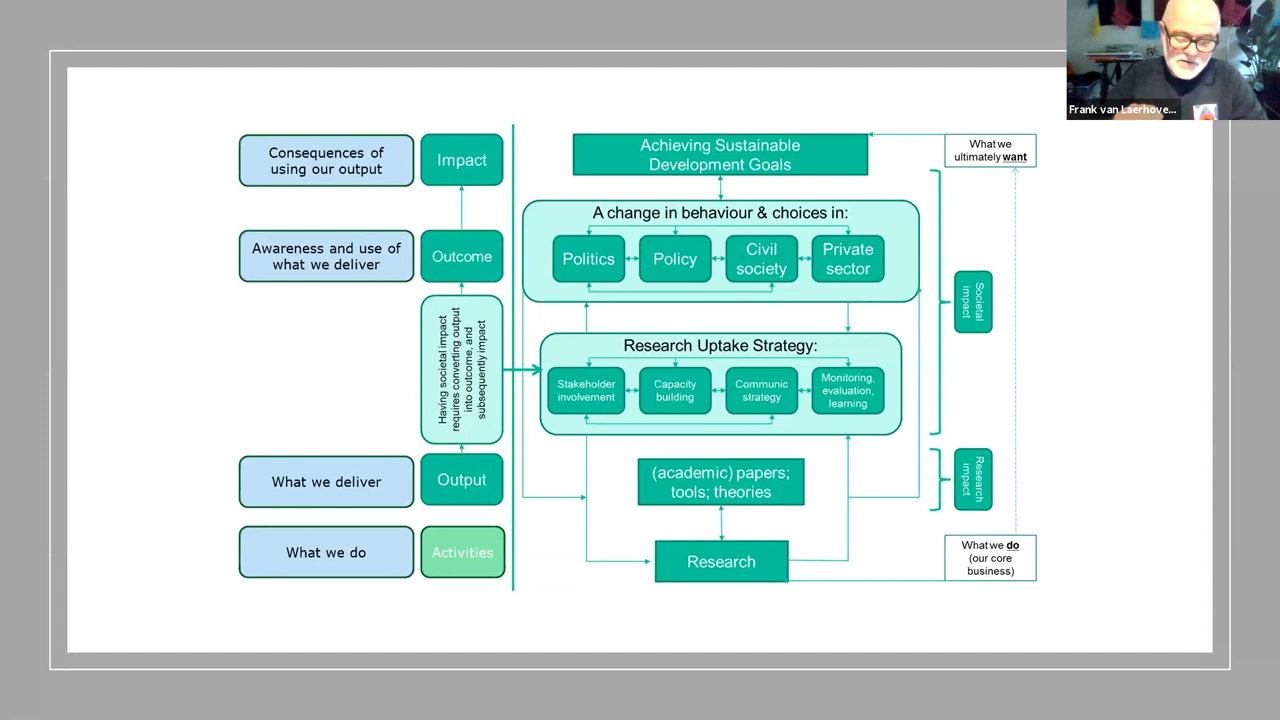 Frank van Laerhove...
Consequences of
using our output
Impact
Achieving Sustainable
Development Goals
What we
ultimately want
A change in behaviour & choices in:
Awareness and use of
what we deliver
Outcome
Politics
Policy
Civil
society
Private
sector
Societal
impact
Having societal impact
requires converting output
into outcome, and
subsequently impact
Research Uptake Strategy:
Stakeholder
involvement
Capacity
building
Communic
strategy
Monitoring,
evaluation,
learning
What we deliver
Output
(academic) papers;
tools; theories
Research
impact
What we do
Activities
Research
What we do
(our core
business)